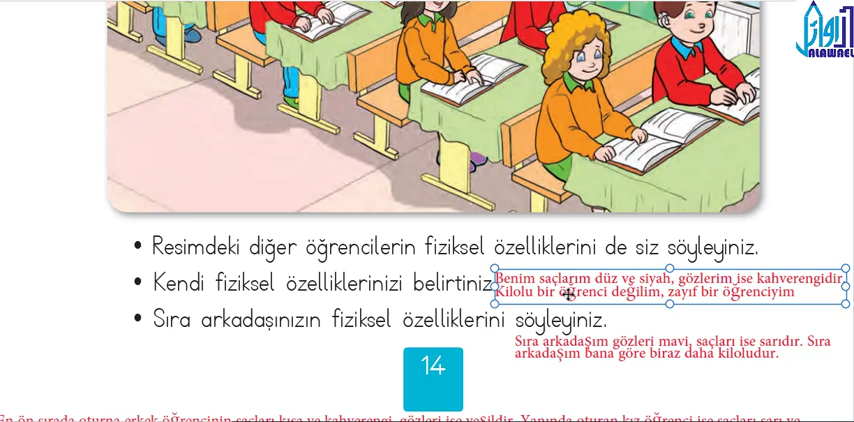 الأوائل
ALAWAEL
• Resimdeki diğer öğrencilerin fiziksel özelliklerini de siz söyleyiniz.
• Kendi fiziksel özelliklerinizi belirtiniz
Benim saçlarım düz ve siyah, gözlerim ise kahverengidir
Kilolu bir öğrenci değilim, zayıf bir öğrenciyim
• Sıra arkadaşınızın fiziksel özelliklerini söyleyiniz.
Sıra arkadaşım gözleri mavi, saçları ise sarıdır. Sıra
arkadaşım bana göre biraz daha kiloludur.
14
En ön sırada oturna erkek öğrencinin saçları kısa ve kahverengi, gözleri ise yeşildir. Yanında oturan kız öğrenci ise saçları sarı ve